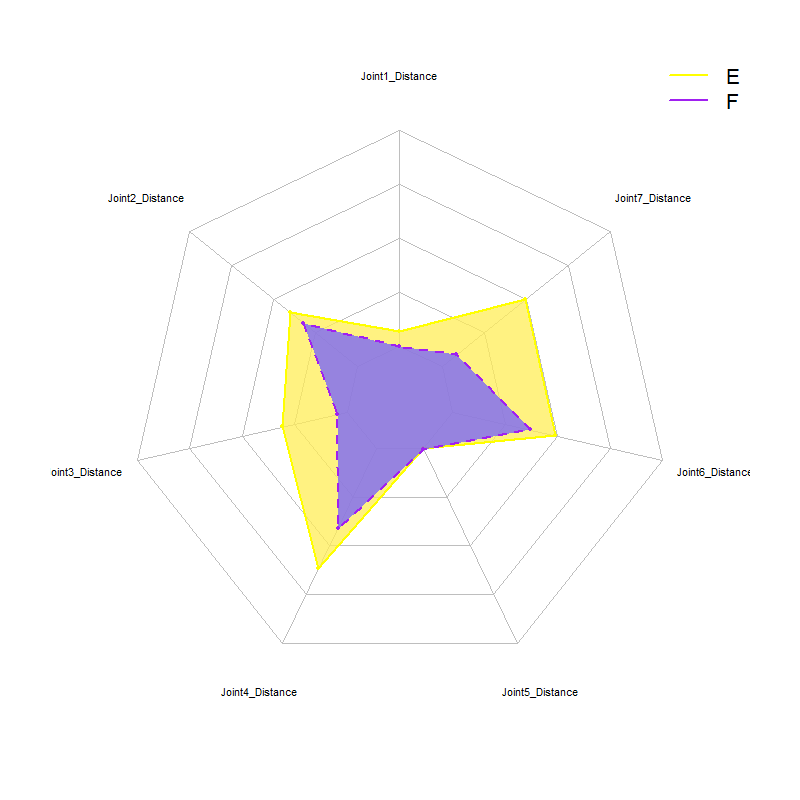 Joint1_Distance
E
F
Joint2_Distance
Joint7_Distance
oint3_Distance
Joint6_Distance
Joint4_Distance
Joint5_Distance